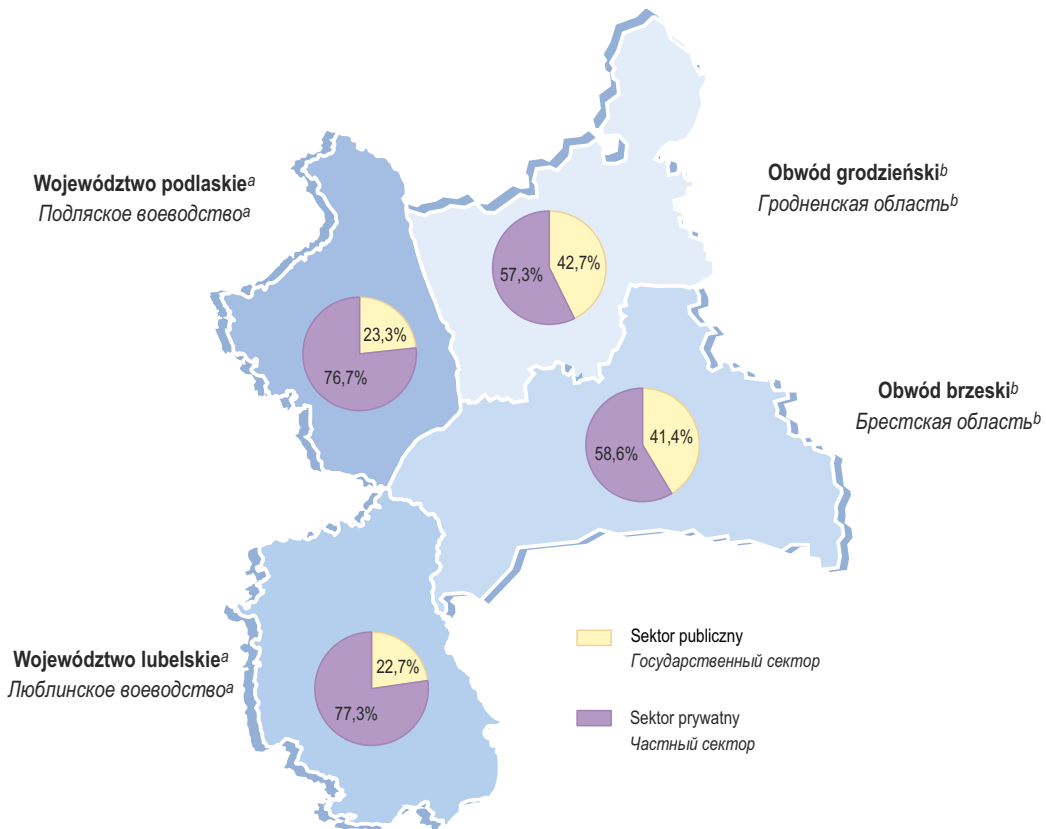 Województwo podlaskieᵃ
Подляское воеводствоᵃ
Obwód grodzieńskiᵇ
Гродненская областьᵇ
57,3%
42,7%
23,3%
76,7%
Obwód brzeskiᵇ
Брестская областьᵇ
58,6%
41,4%
Województwo lubelskieᵃ
Люблинское воеводствоᵃ
22,7%
77,3%
Sektor publiczny
Государственный сектор
Sektor prywatny
Частный сектор